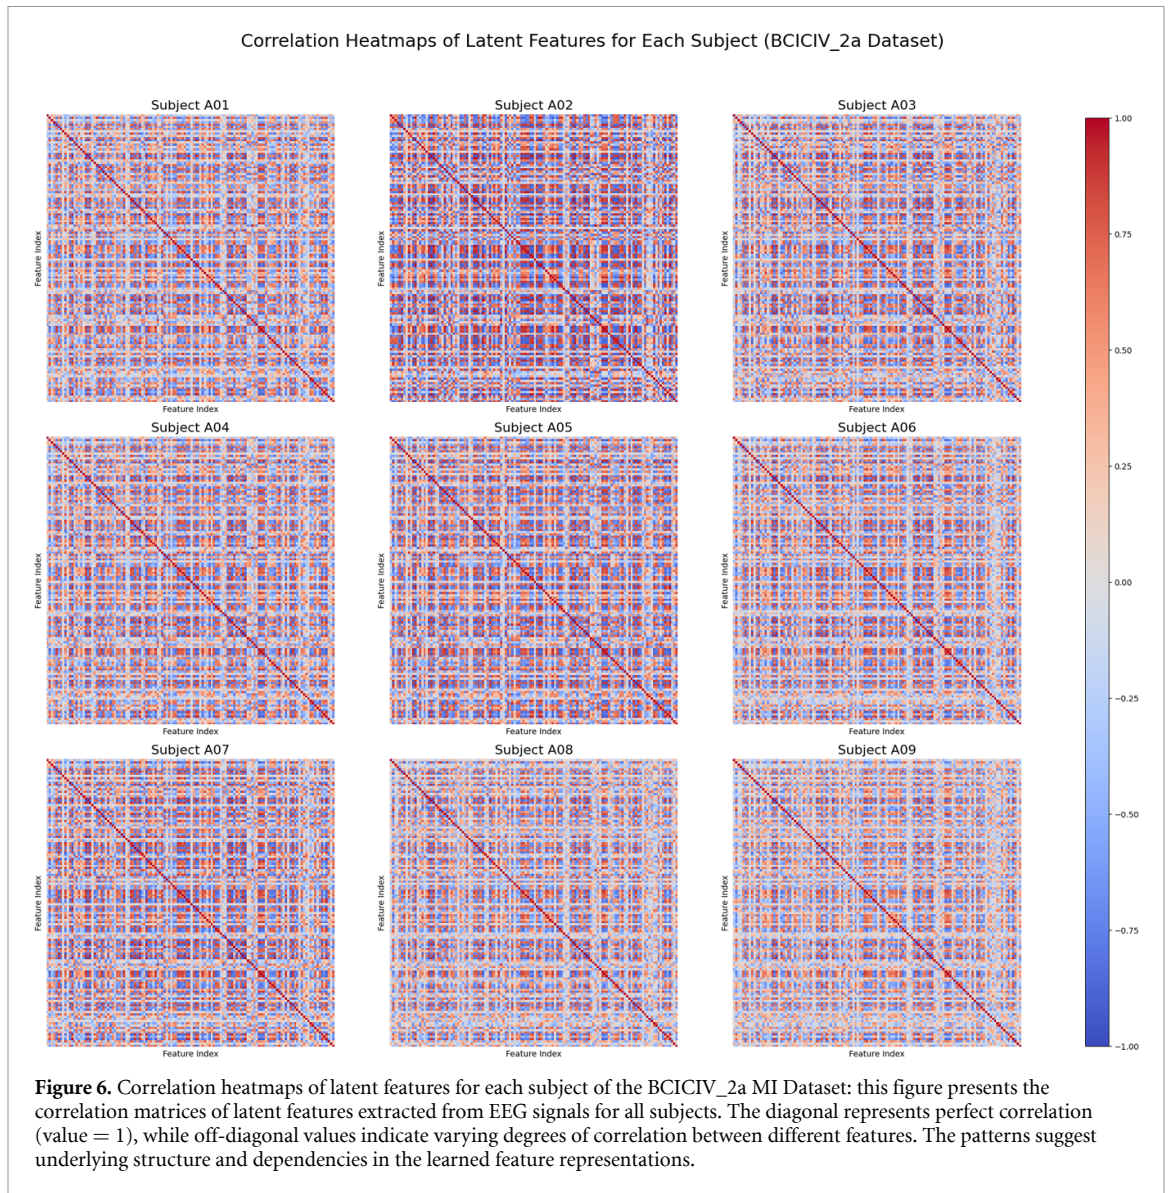 Correlation Heatmaps of Latent Features for Each Subject (BCICIV_2a Dataset)
Subject A01
Feature Index
Feature Index
Subject A02
Feature Index
Feature Index
Subject A03
Feature Index
Feature Index
Subject A04
Feature Index
Feature Index
Subject A05
Feature Index
Feature Index
Subject A06
Feature Index
Feature Index
Subject A07
Feature Index
Feature Index
Subject A08
Feature Index
Feature Index
Subject A09
Feature Index
Feature Index
1.00
0.75
0.50
0.25
0.00
−0.25
−0.50
−0.75
−1.00
Figure 6. Correlation heatmaps of latent features for each subject of the BCICIV_2a MI Dataset: this figure presents the
correlation matrices of latent features extracted from EEG signals for all subjects. The diagonal represents perfect correlation
(value = 1), while off-diagonal values indicate varying degrees of correlation between different features. The patterns suggest
underlying structure and dependencies in the learned feature representations.